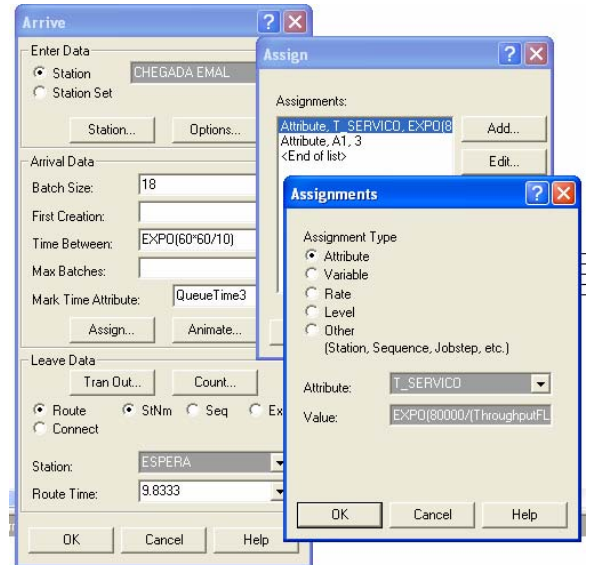 Arrive
Enter Data
Station CHEGADA EMAL
Station Set
Station... Options...
Arrival Data
Batch Size: 18
First Creation:
Time Between: EXPO(60*60/10)
Max Batches:
Mark Time Attribute: QueueTime3
Assign... Animate...
Leave Data
Tran Out... Count...
Route StNm Seq Ex
Connect
Station: ESPERA
Route Time: 9.8333
OK Cancel Help
Assign
Assignments:
Attribute, T_SERVICO, EXPO(8
Attribute, A1, 3
<End of list>
Add...
Edit...
Assignments
Assignment Type
Attribute
Variable
Rate
Level
Other
(Station, Sequence, Jobstep, etc.)
Attribute: T_SERVICO
Value: EXPO(80000/(ThroughputFL
OK Cancel Help